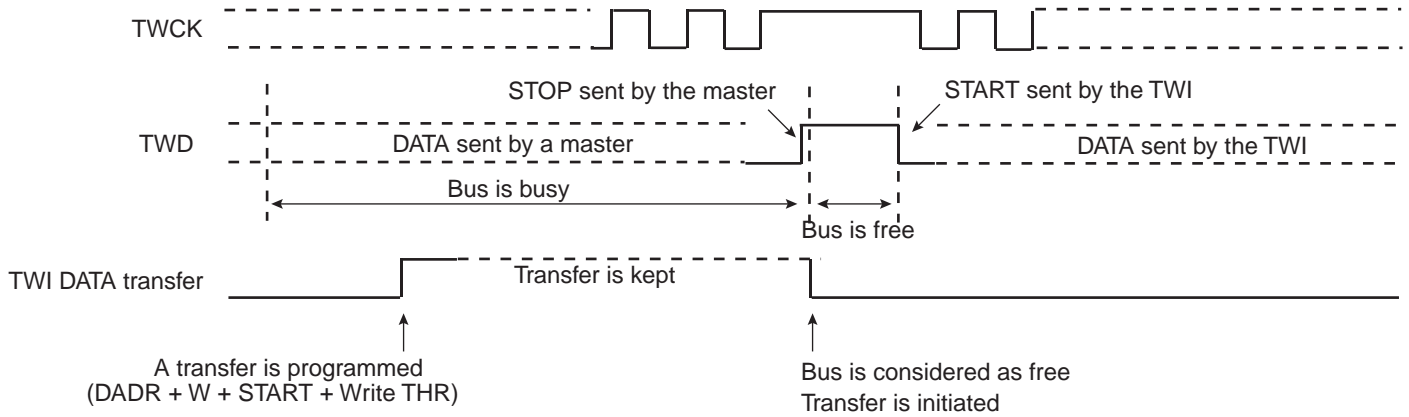 TWCK
STOP sent by the master
START sent by the TWI
TWD
DATA sent by a master
DATA sent by the TWI
Bus is busy
Bus is free
TWI DATA transfer
Transfer is kept
A transfer is programmed
(DADR + W + START + Write THR)
Bus is considered as free
Transfer is initiated